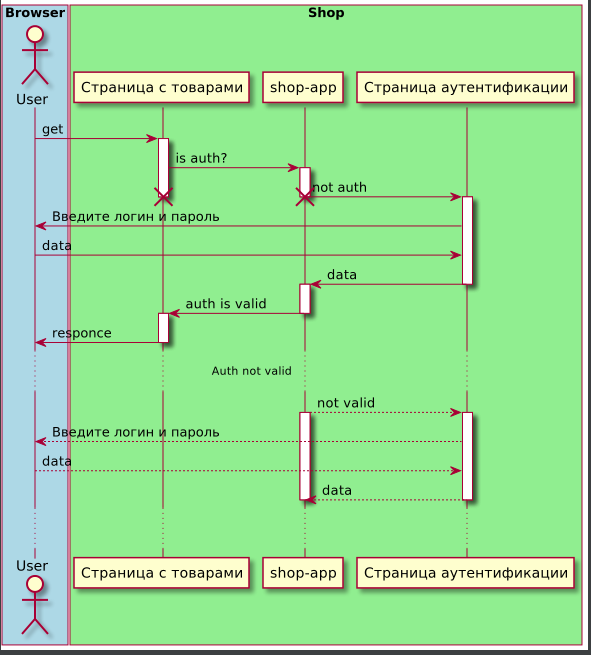 Browser
Shop
User
Страница с товарами
shop-app
Страница аутентификации
get
is auth?
not auth
Введите логин и пароль
data
data
auth is valid
responce
Auth not valid
not valid
Введите логин и пароль
data
data
User
Страница с товарами
shop-app
Страница аутентификации